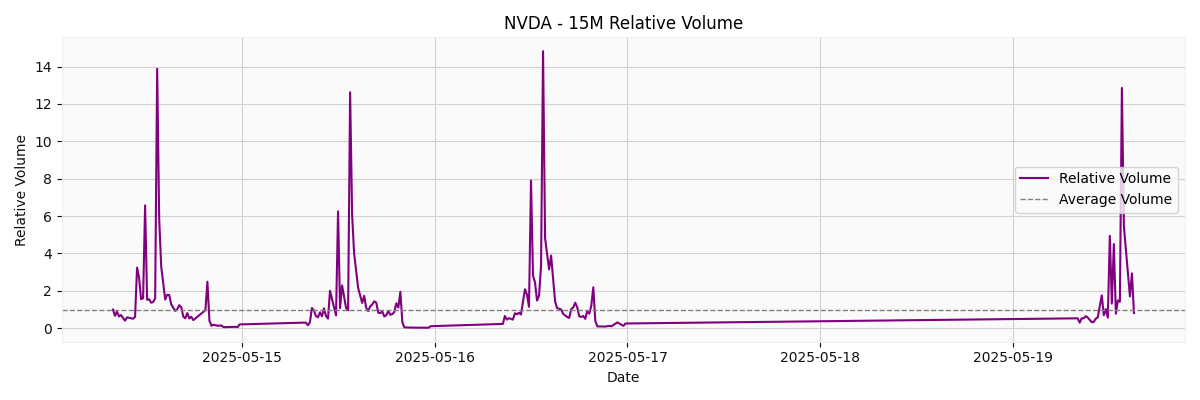 NVDA - 15M Relative Volume
Relative Volume
14
12
10
8
6
4
2
0
Relative Volume
Average Volume
2025-05-15
2025-05-16
2025-05-17
2025-05-18
2025-05-19
Date